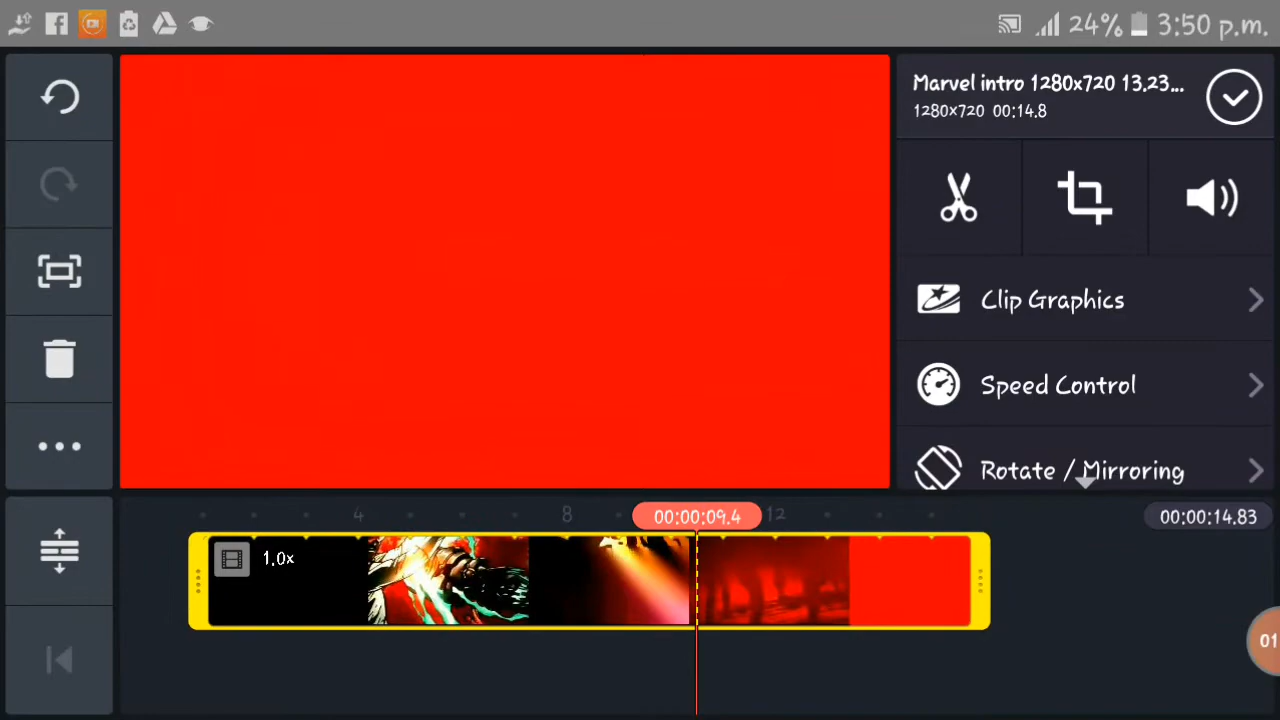 24% 3:50 p.m.
Marvel intro 1280x720 13.23...
1280x720 00:14.8
Clip Graphics
Speed Control
Rotate / Mirroring
4 8 00:00:09.4 12 00:00:14.83
1.0x
01